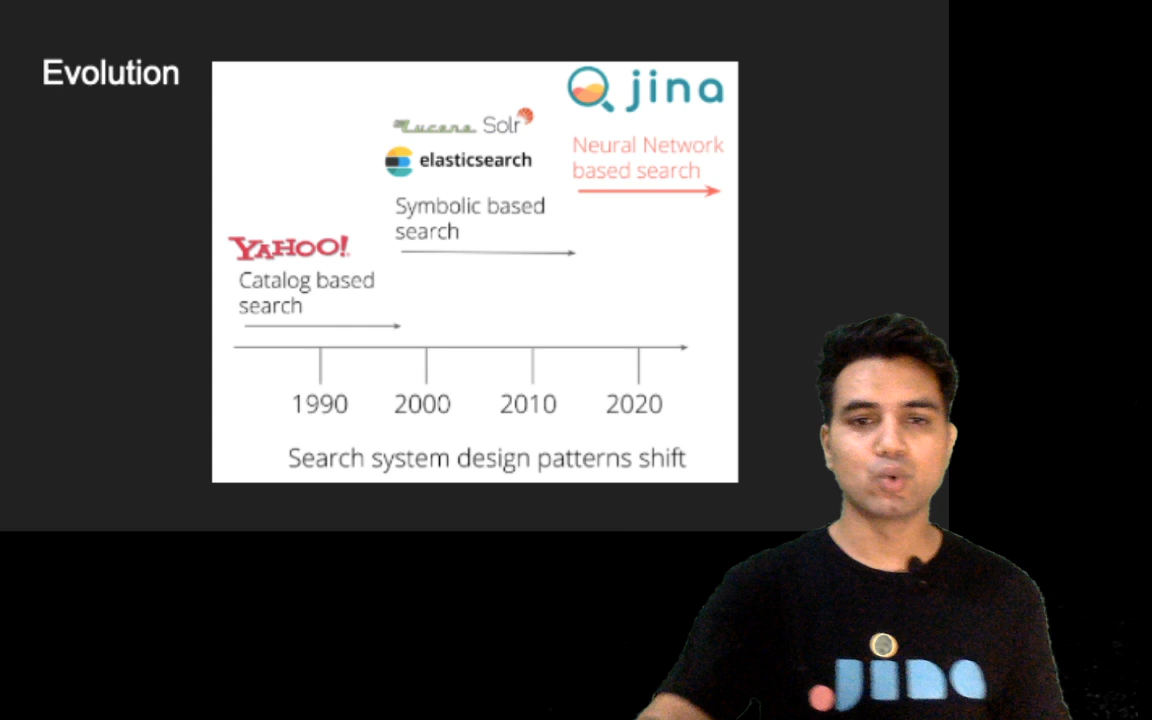 Evolution
jina
Lucene Solr
elasticsearch
Neural Network
based search
Symbolic based
search
YAHOO!
Catalog based
search
1990 2000 2010 2020
Search system design patterns shift
jina